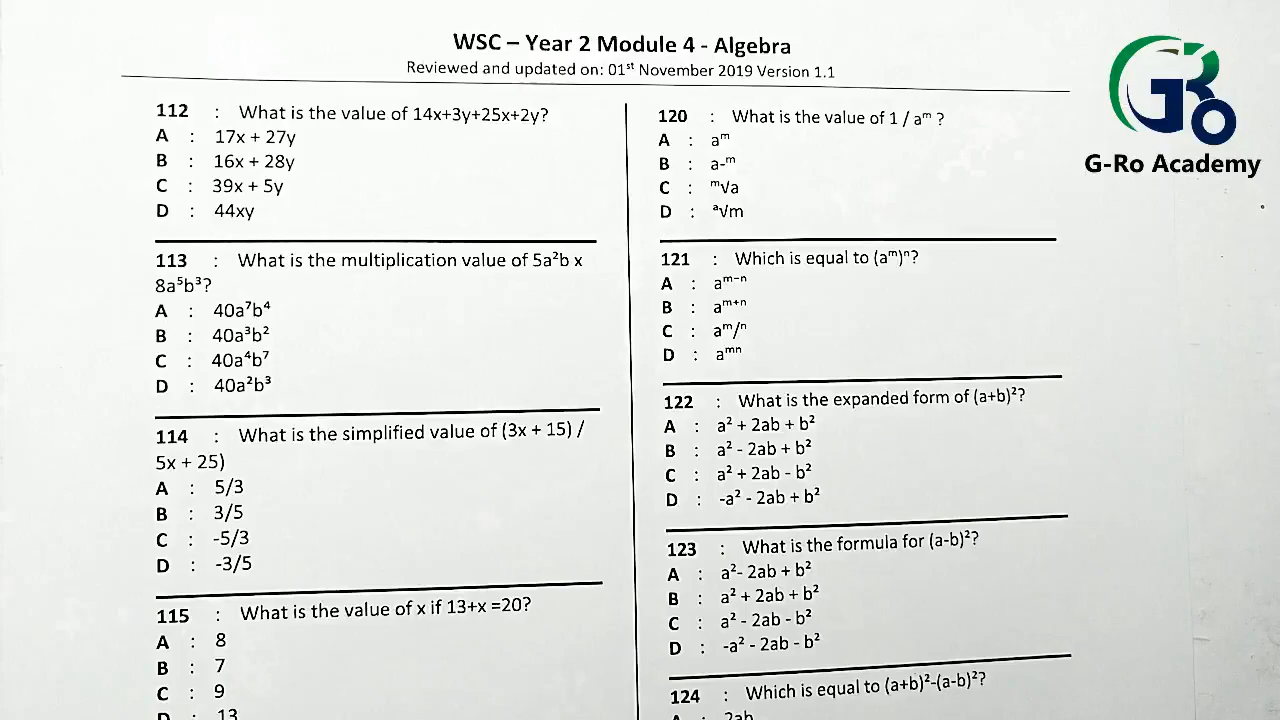 WSC – Year 2 Module 4 - Algebra
Reviewed and updated on: 01ˢᵗ November 2019 Version 1.1
G-Ro Academy
112 : What is the value of 14x+3y+25x+2y?
A : 17x + 27y
B : 16x + 28y
C : 39x + 5y
D : 44xy
113 : What is the multiplication value of 5a²b x
8a⁵b³?
A : 40a⁷b⁴
B : 40a³b²
C : 40a⁴b⁷
D : 40a²b³
114 : What is the simplified value of (3x + 15) /
5x + 25)
A : 5/3
B : 3/5
C : -5/3
D : -3/5
115 : What is the value of x if 13+x =20?
A : 8
B : 7
C : 9
D : 13
120 : What is the value of 1 / aᵐ ?
A : aᵐ
B : a-ᵐ
C : ᵐ√a
D : ᵃ√m
121 : Which is equal to (aᵐ)ⁿ?
A : aᵐ⁻ⁿ
B : aᵐ⁺ⁿ
C : aᵐ/ⁿ
D : aᵐⁿ
122 : What is the expanded form of (a+b)²?
A : a² + 2ab + b²
B : a² - 2ab + b²
C : a² + 2ab - b²
D : -a² - 2ab + b²
123 : What is the formula for (a-b)²?
A : a²- 2ab + b²
B : a² + 2ab + b²
C : a² - 2ab - b²
D : -a² - 2ab - b²
124 : Which is equal to (a+b)²-(a-b)²?
A : 2ab